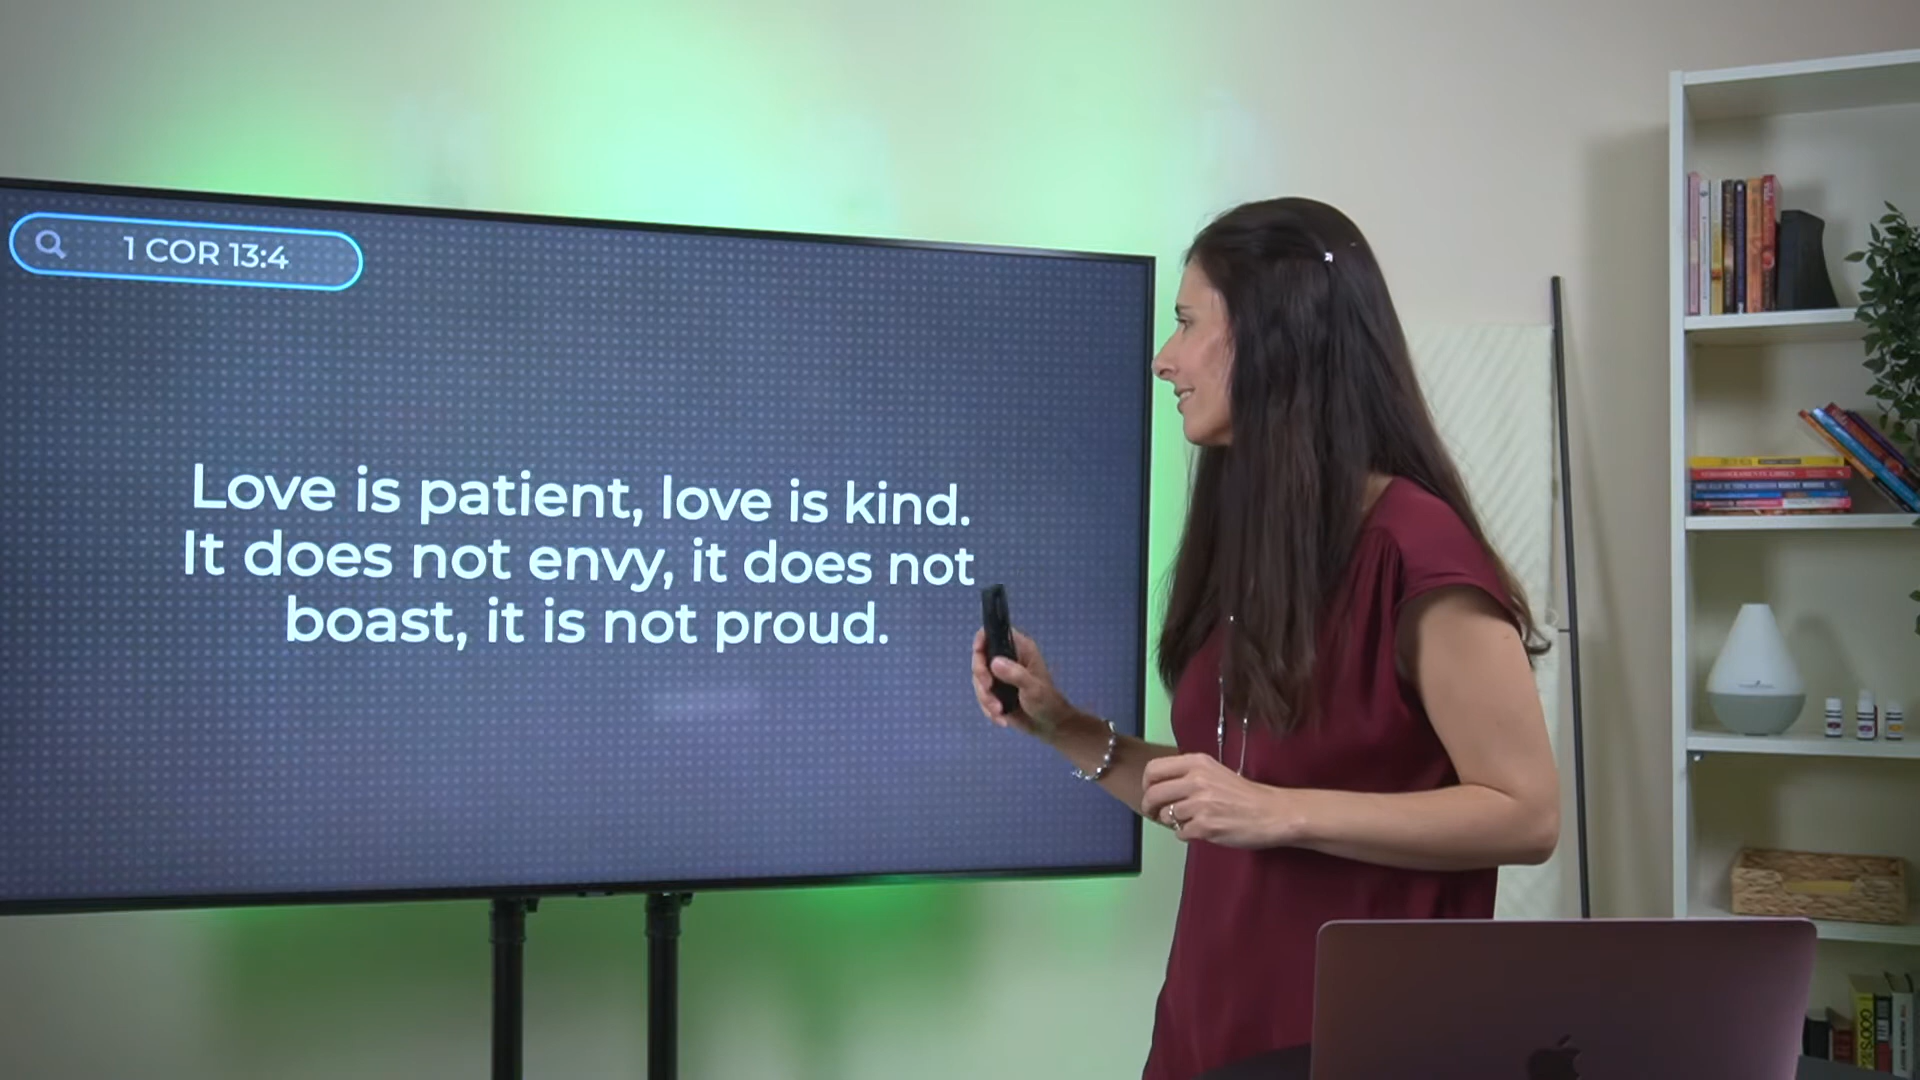 1 COR 13:4
Love is patient, love is kind.
It does not envy, it does not
boast, it is not proud.